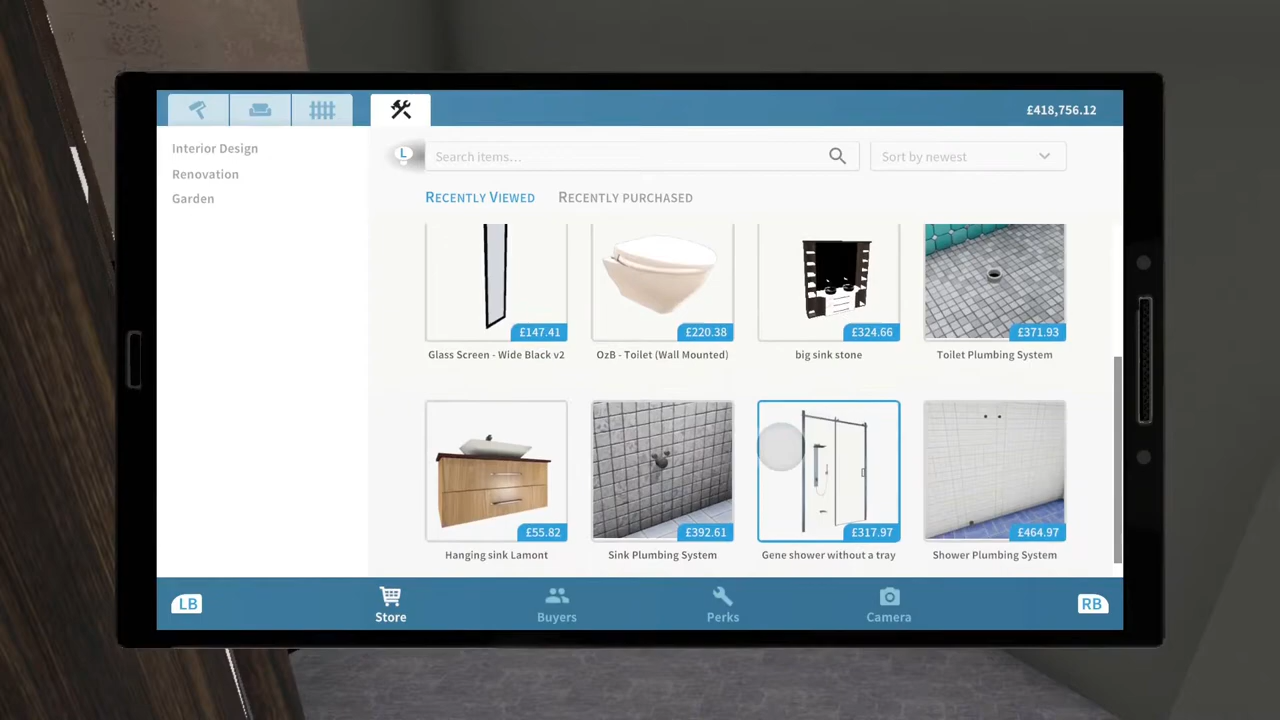 £418,756.12
Interior Design
Renovation
Garden
L
Search items...
Sort by newest
RECENTLY VIEWED
RECENTLY PURCHASED
£147.41
£220.38
£324.66
£371.93
Glass Screen - Wide Black v2
OzB - Toilet (Wall Mounted)
big sink stone
Toilet Plumbing System
£55.82
£392.61
£317.97
£464.97
Hanging sink Lamont
Sink Plumbing System
Gene shower without a tray
Shower Plumbing System
LB
Store
Buyers
Perks
Camera
RB